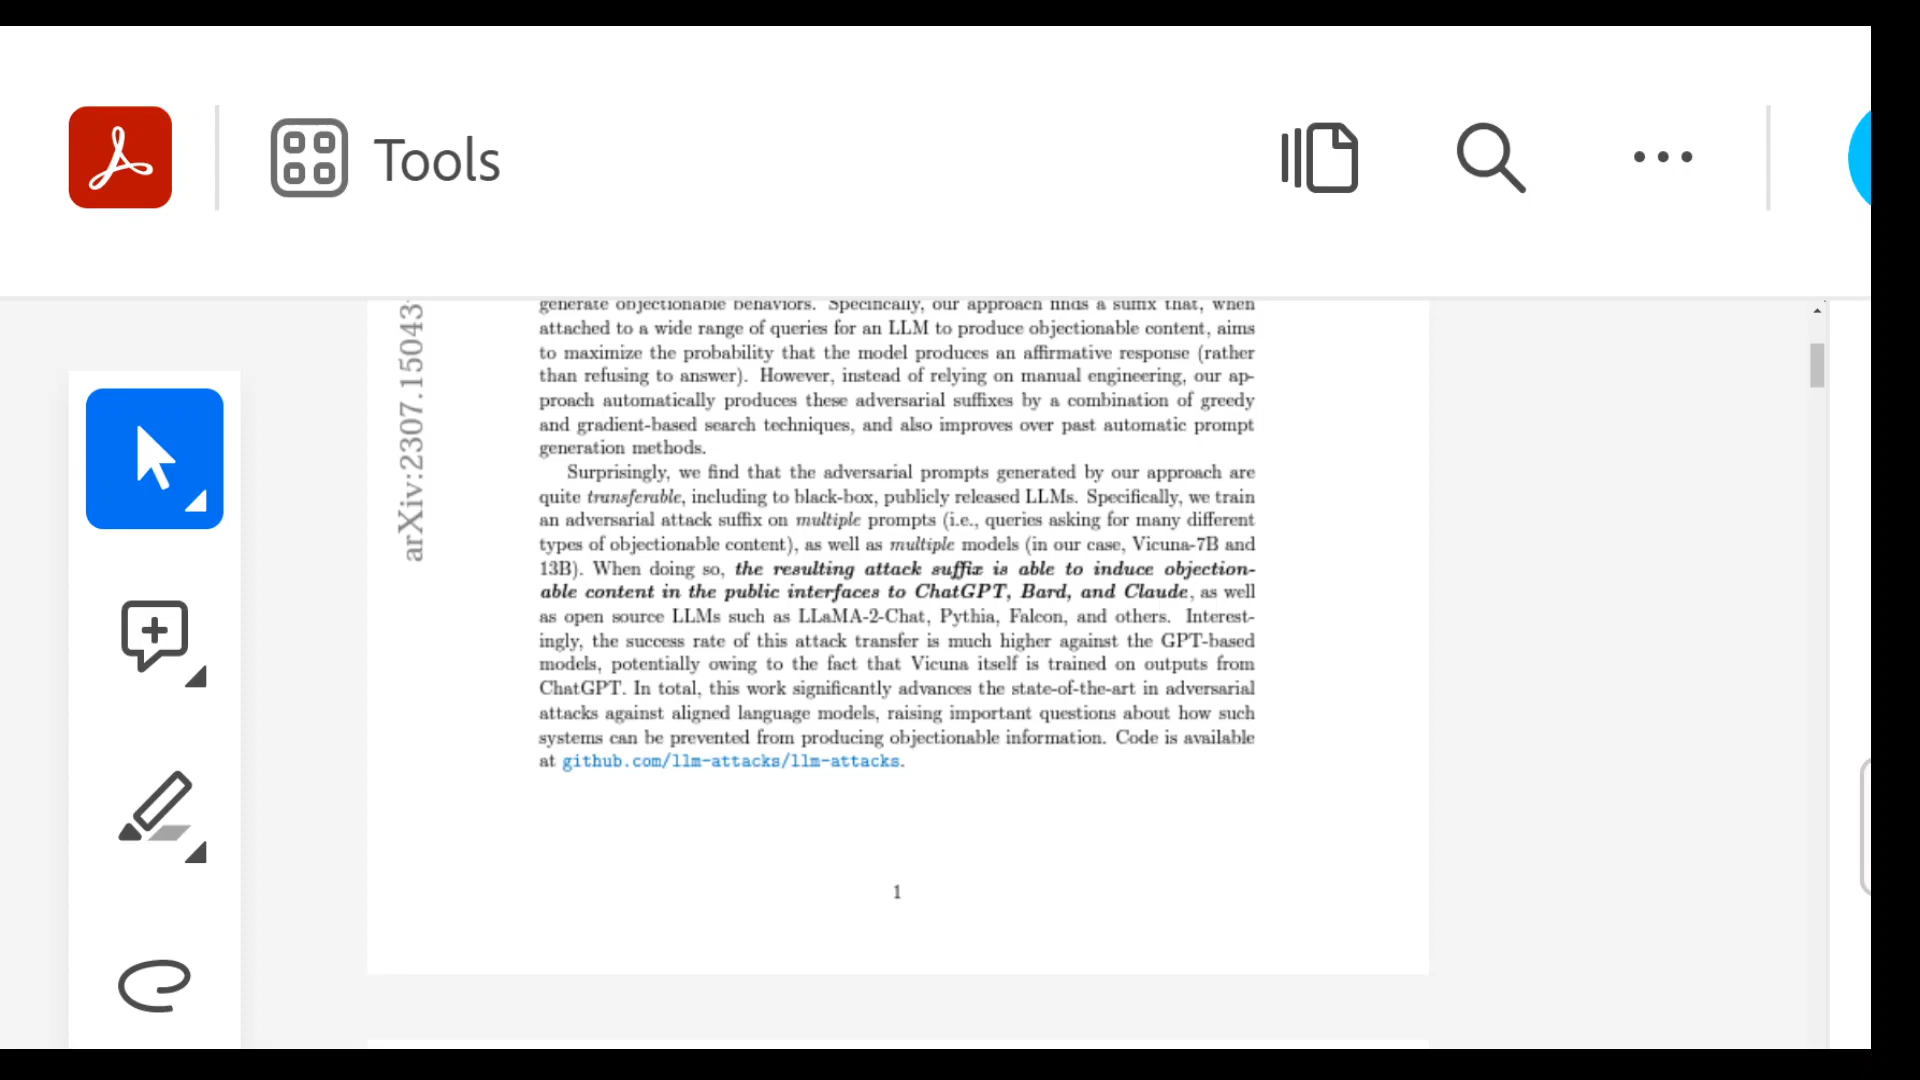 Tools
arXiv:2307.15043
generate objectionable behaviors. Specifically, our approach finds a suffix that, when
attached to a wide range of queries for an LLM to produce objectionable content, aims
to maximize the probability that the model produces an affirmative response (rather
than refusing to answer). However, instead of relying on manual engineering, our ap-
proach automatically produces these adversarial suffixes by a combination of greedy
and gradient-based search techniques, and also improves over past automatic prompt
generation methods.
Surprisingly, we find that the adversarial prompts generated by our approach are
quite transferable, including to black-box, publicly released LLMs. Specifically, we train
an adversarial attack suffix on multiple prompts (i.e., queries asking for many different
types of objectionable content), as well as multiple models (in our case, Vicuna-7B and
13B). When doing so, the resulting attack suffix is able to induce objection-
able content in the public interfaces to ChatGPT, Bard, and Claude, as well
as open source LLMs such as LLaMA-2-Chat, Pythia, Falcon, and others. Interest-
ingly, the success rate of this attack transfer is much higher against the GPT-based
models, potentially owing to the fact that Vicuna itself is trained on outputs from
ChatGPT. In total, this work significantly advances the state-of-the-art in adversarial
attacks against aligned language models, raising important questions about how such
systems can be prevented from producing objectionable information. Code is available
at github.com/llm-attacks/llm-attacks.
1